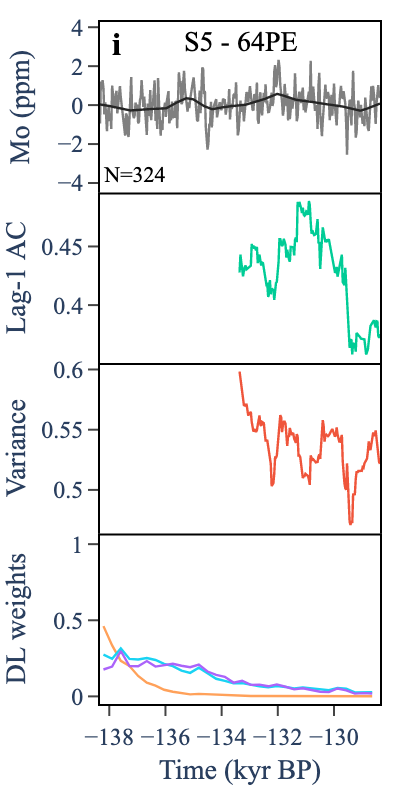 i S5 - 64PE
Mo (ppm)
4
2
0
−2
−4
N=324
Lag-1 AC
0.45
0.4
Variance
0.6
0.55
0.5
DL weights
1
0.5
0
−138 −136 −134 −132 −130
Time (kyr BP)